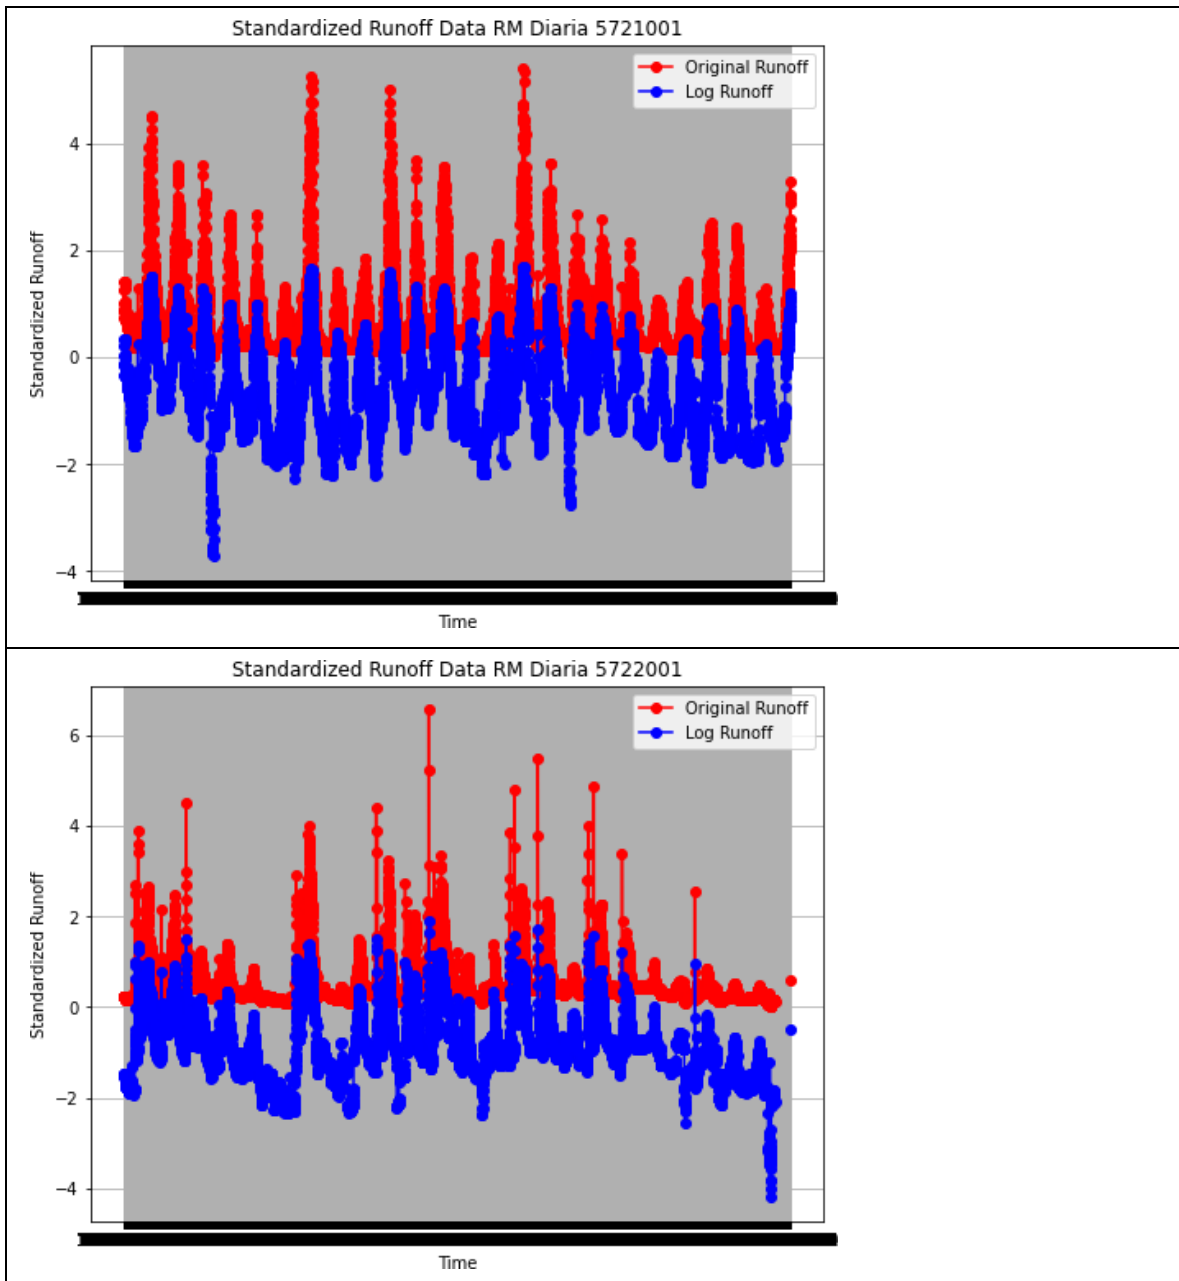 Standardized Runoff Data RM Diaria 5721001
Original Runoff
Log Runoff
4
2
0
−2
−4
Standardized Runoff
Time
Standardized Runoff Data RM Diaria 5722001
Original Runoff
Log Runoff
6
4
2
0
−2
−4
Standardized Runoff
Time